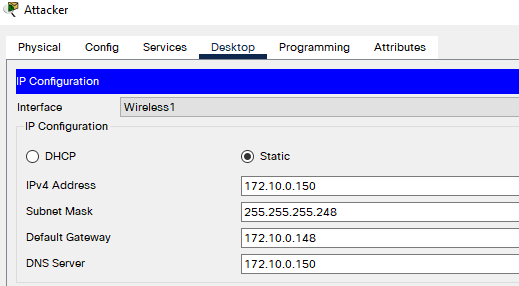 Attacker
Physical Config Services Desktop Programming Attributes
IP Configuration
Interface Wireless1
IP Configuration
DHCP Static
IPv4 Address 172.10.0.150
Subnet Mask 255.255.255.248
Default Gateway 172.10.0.148
DNS Server 172.10.0.150